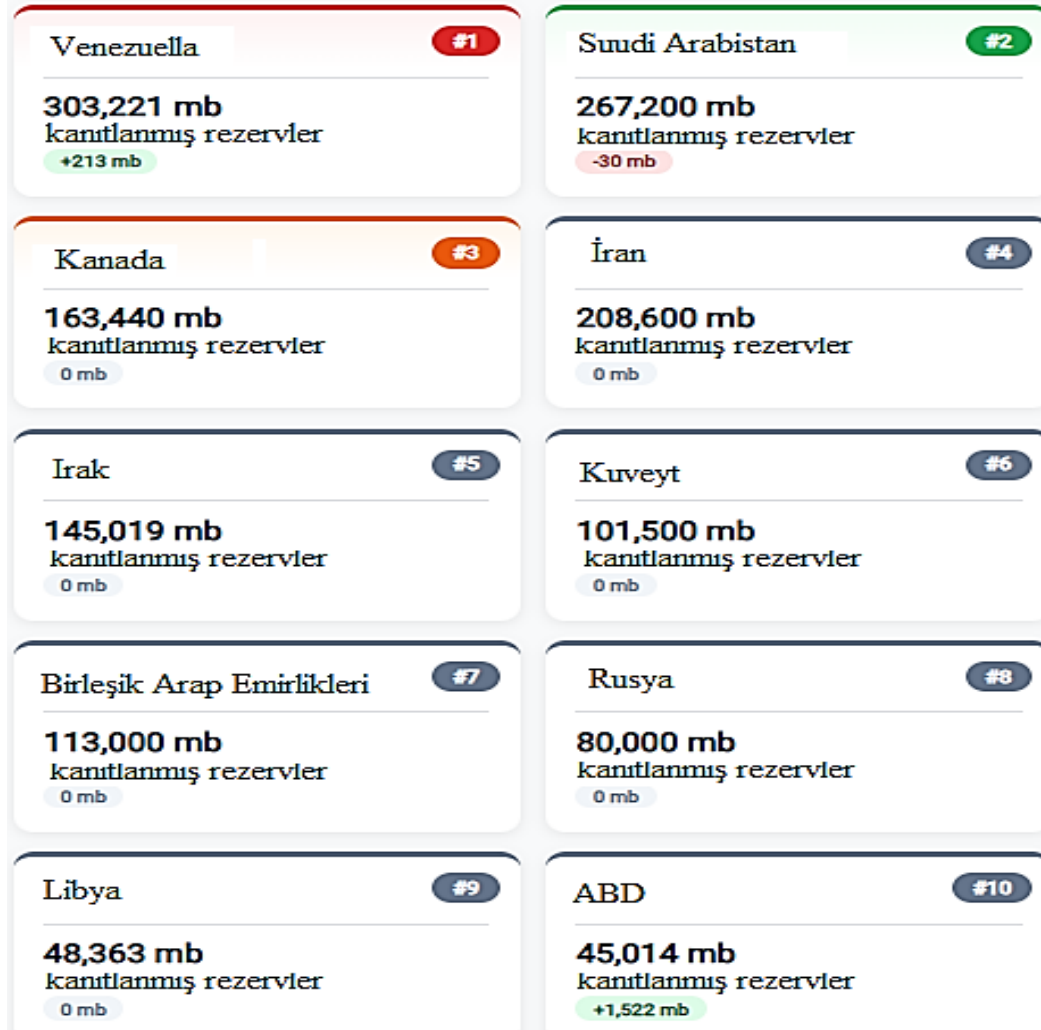 Venezuella #1
303,221 mb
kanıtlanmış rezervler
+213 mb
Suudi Arabistan #2
267,200 mb
kanıtlanmış rezervler
-30 mb
Kanada #3
163,440 mb
kanıtlanmış rezervler
0 mb
İran #4
208,600 mb
kanıtlanmış rezervler
0 mb
Irak #5
145,019 mb
kanıtlanmış rezervler
0 mb
Kuveyt #6
101,500 mb
kanıtlanmış rezervler
0 mb
Birleşik Arap Emirlikleri #7
113,000 mb
kanıtlanmış rezervler
0 mb
Rusya #8
80,000 mb
kanıtlanmış rezervler
0 mb
Libya #9
48,363 mb
kanıtlanmış rezervler
0 mb
ABD #10
45,014 mb
kanıtlanmış rezervler
+1,522 mb